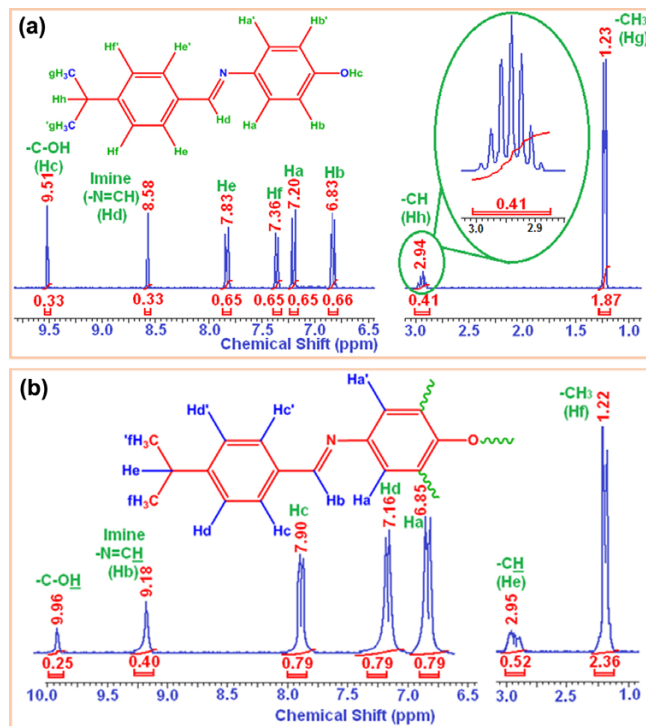 (a)
Ha' Hb'
Hf' He'
gH₃C N OHc
Hh
'gH₃C Hd Ha Hb
Hf He
-C-OH
(Hc)
9.51
Imine
(-N=CH)
(Hd)
8.58
He
7.83
Hf
7.36
Ha
7.20
Hb
6.83
-CH
(Hh)
2.94
0.41
3.0 2.9
-CH₃
(Hg)
1.23
0.33 0.33 0.65 0.65 0.65 0.66 0.41 1.87
9.5 9.0 8.5 8.0 7.5 7.0 6.5 3.0 2.5 2.0 1.5 1.0
Chemical Shift (ppm) Chemical Shift (ppm)
(b)
Ha'
Hd' Hc'
'fH₃C N O
He
fH₃C Hb Ha
Hd Hc
-C-OH
9.96
Imine
-N=CH
(Hb)
9.18
Hc
7.90
Hd
7.16
Ha
6.85
-CH
(He)
2.95
-CH₃
(Hf)
1.22
0.25 0.40 0.79 0.79 0.79 0.52 2.36
10.0 9.5 9.0 8.5 8.0 7.5 7.0 3.0 2.5 2.0 1.5 1.0
Chemical Shift (ppm) Chemical Shift (ppm)